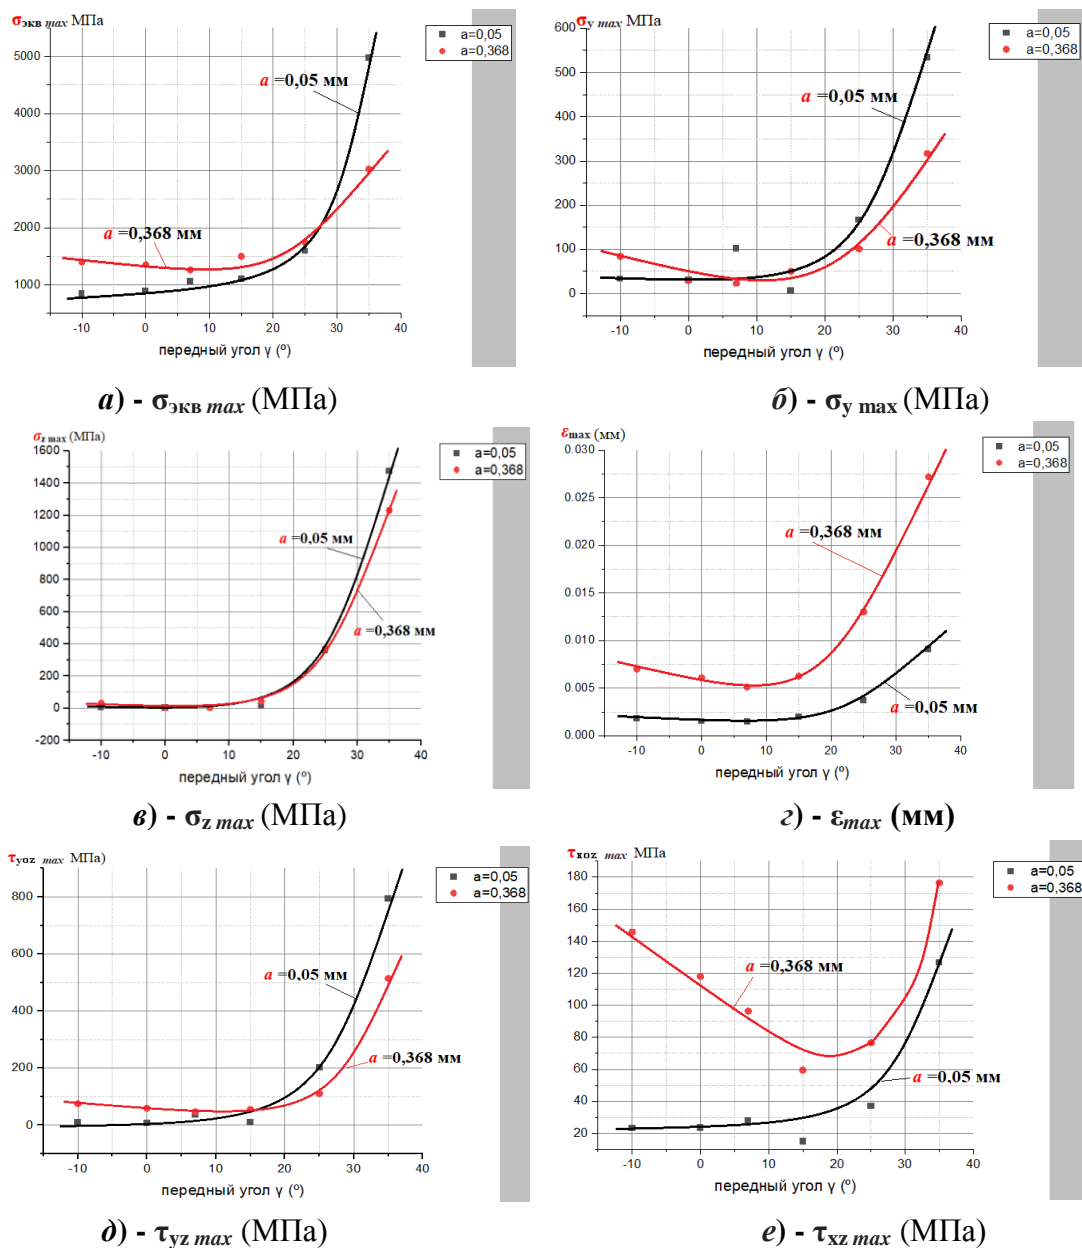 σэкв max МПа
a=0,05
a=0,368
5000
4000
3000
2000
1000
a =0,05 мм
a =0,368 мм
-10 0 10 20 30 40
передный угол γ (º)
а) - σэкв max (МПа)
σy max МПа
a=0,05
a=0,368
600
500
400
300
200
100
0
a =0,05 мм
a =0,368 мм
-10 0 10 20 30 40
передный угол γ (º)
б) - σy max (МПа)
σz max (МПа)
a=0,05
a=0,368
1600
1400
1200
1000
800
600
400
200
0
-200
a =0,05 мм
a =0,368 мм
-10 0 10 20 30 40
передный угол γ (º)
в) - σz max (МПа)
εmax (мм)
a=0,05
a=0,368
0.030
0.025
0.020
0.015
0.010
0.005
0.000
a =0,368 мм
a =0,05 мм
-10 0 10 20 30 40
передный угол γ (º)
г) - εmax (мм)
τyoz max МПа)
a=0,05
a=0,368
800
600
400
200
0
a =0,05 мм
a =0,368 мм
-10 0 10 20 30 40
передный угол γ (º)
д) - τyz max (МПа)
τxoz max МПа
a=0,05
a=0,368
180
160
140
120
100
80
60
40
20
a =0,368 мм
a =0,05 мм
-10 0 10 20 30 40
передный угол γ (º)
е) - τxz max (МПа)